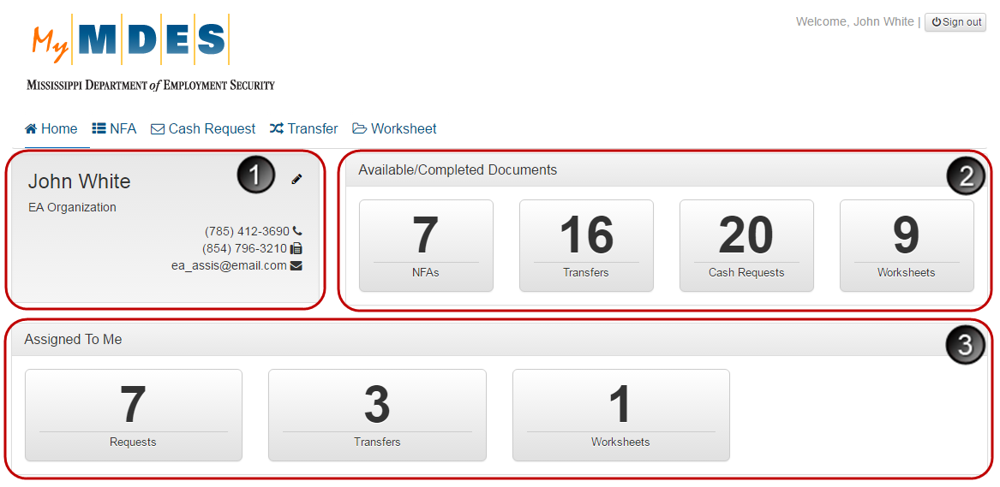 My MDES
Welcome, John White | Sign out
MISSISSIPPI DEPARTMENT of EMPLOYMENT SECURITY
Home NFA Cash Request Transfer Worksheet
John White
1
EA Organization
(785) 412-3690
(854) 796-3210
ea_assis@email.com
Available/Completed Documents
2
7 16 20 9
NFAs Transfers Cash Requests Worksheets
Assigned To Me
3
7 3 1
Requests Transfers Worksheets